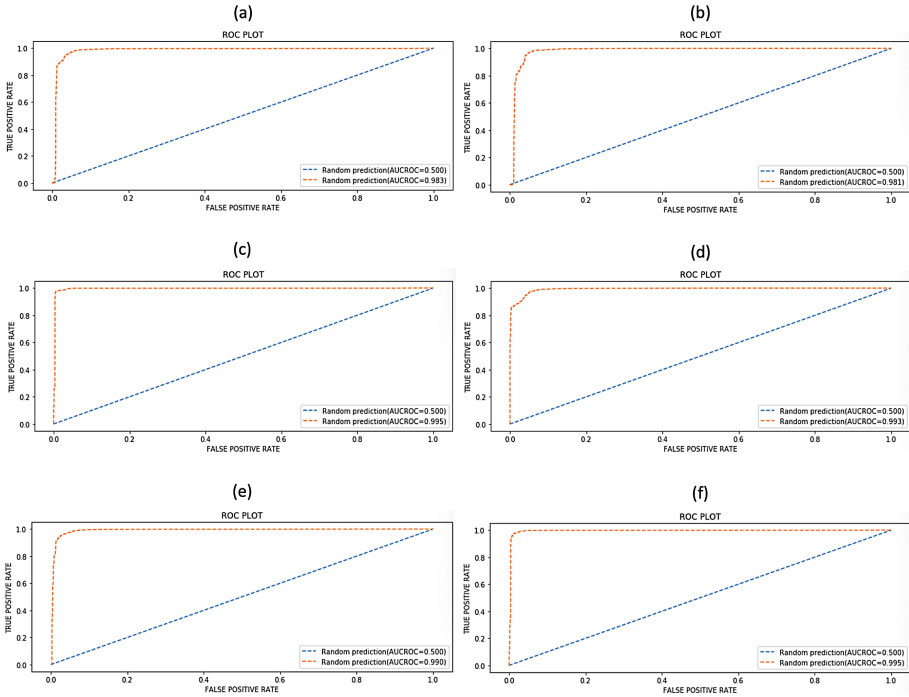 (a)
ROC PLOT
TRUE POSITIVE RATE
1.0
0.8
0.6
0.4
0.2
0.0
Random prediction(AUCROC=0.500)
Random prediction(AUCROC=0.983)
0.0 0.2 0.4 0.6 0.8 1.0
FALSE POSITIVE RATE
(b)
ROC PLOT
TRUE POSITIVE RATE
1.0
0.8
0.6
0.4
0.2
0.0
Random prediction(AUCROC=0.500)
Random prediction(AUCROC=0.981)
0.0 0.2 0.4 0.6 0.8 1.0
FALSE POSITIVE RATE
(c)
ROC PLOT
TRUE POSITIVE RATE
1.0
0.8
0.6
0.4
0.2
0.0
Random prediction(AUCROC=0.500)
Random prediction(AUCROC=0.995)
0.0 0.2 0.4 0.6 0.8 1.0
FALSE POSITIVE RATE
(d)
ROC PLOT
TRUE POSITIVE RATE
1.0
0.8
0.6
0.4
0.2
0.0
Random prediction(AUCROC=0.500)
Random prediction(AUCROC=0.993)
0.0 0.2 0.4 0.6 0.8 1.0
FALSE POSITIVE RATE
(e)
ROC PLOT
TRUE POSITIVE RATE
1.0
0.8
0.6
0.4
0.2
0.0
Random prediction(AUCROC=0.500)
Random prediction(AUCROC=0.990)
0.0 0.2 0.4 0.6 0.8 1.0
FALSE POSITIVE RATE
(f)
ROC PLOT
TRUE POSITIVE RATE
1.0
0.8
0.6
0.4
0.2
0.0
Random prediction(AUCROC=0.500)
Random prediction(AUCROC=0.995)
0.0 0.2 0.4 0.6 0.8 1.0
FALSE POSITIVE RATE